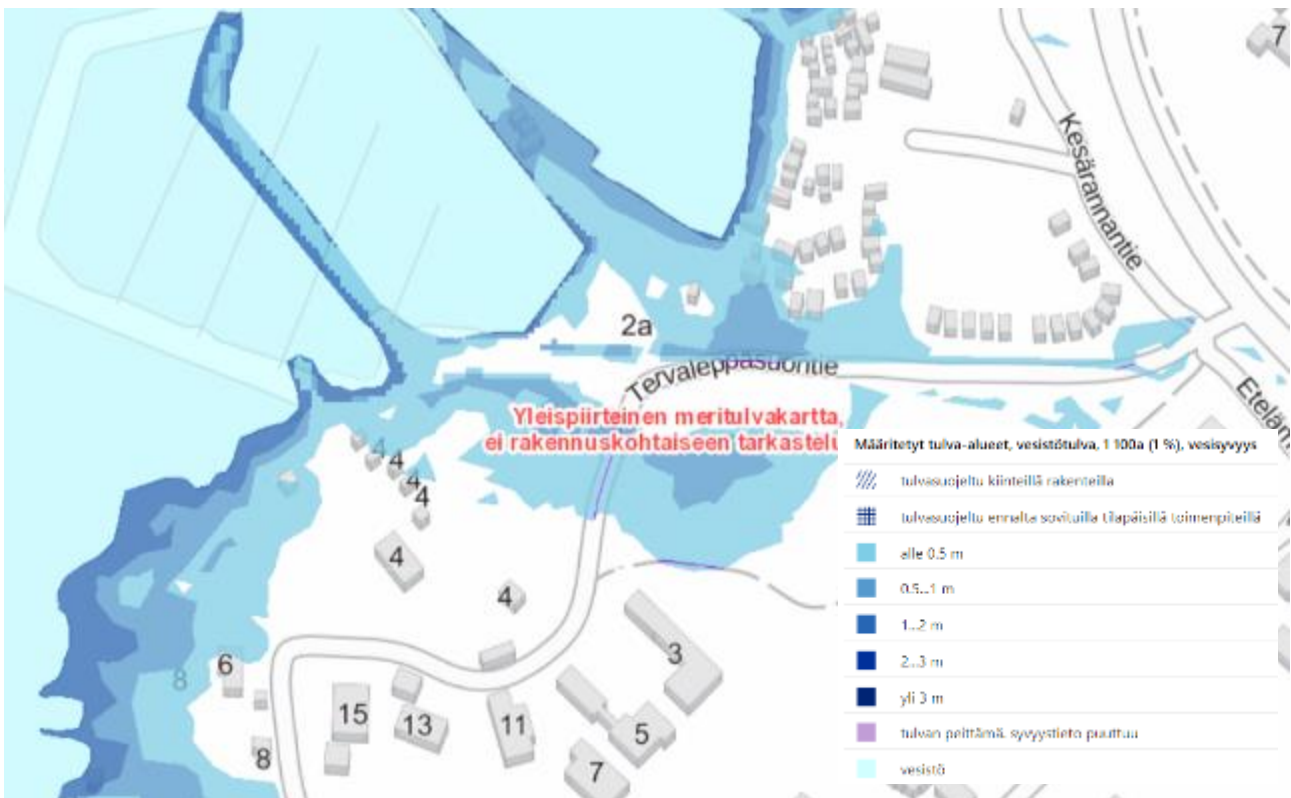 7
Kesärannantie
2a
Tervaleppäsuontie
Yleispiirteinen meritulvakartta,
ei rakennuskohtaiseen tarkastelu
Eteläm
4
4
4
4
4
4
3
6
8
15
13
11
5
8
7
Määritetyt tulva-alueet, vesistötulva, 1 100a (1 %), vesisyvyys
tulvasuojeltu kiinteillä rakenteilla
tulvasuojeltu ennalta sovituilla tilapäisillä toimenpiteillä
alle 0.5 m
0.5...1 m
1...2 m
2...3 m
yli 3 m
tulvan peittämä. syvyystieto puuttuu
vesistö